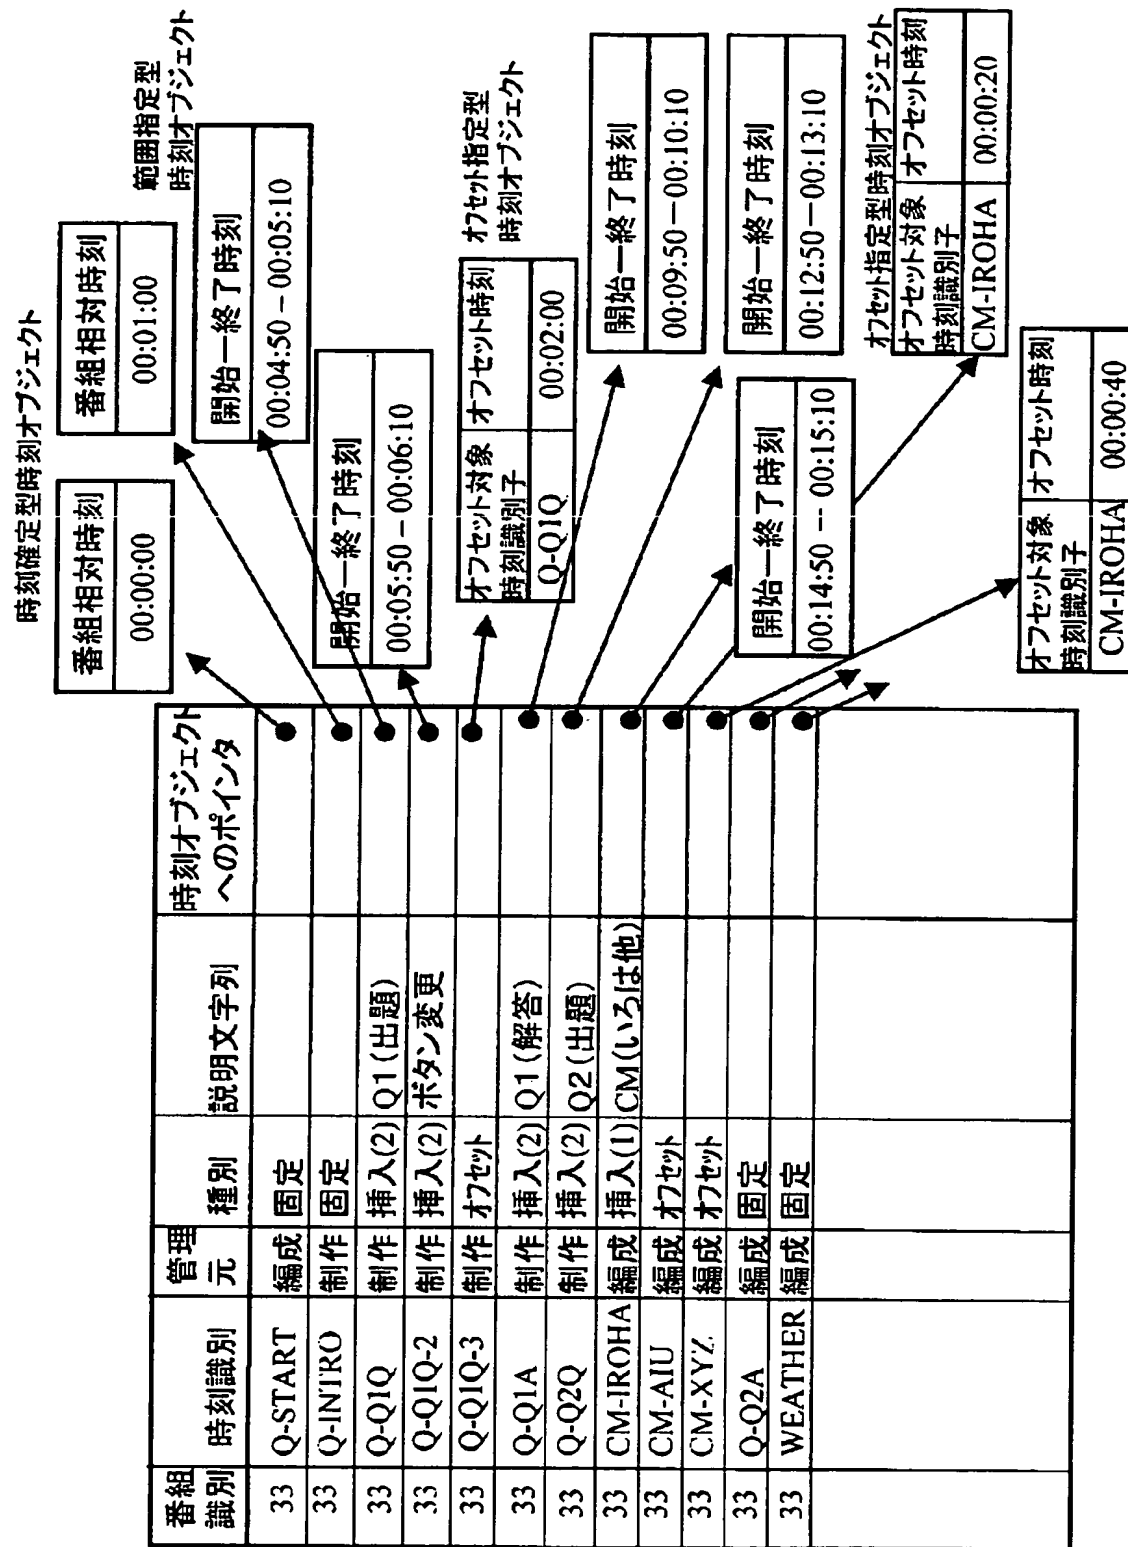 時刻確定型時刻オブジェクト
番組相対時刻
00:00:00
番組相対時刻
00:01:00
範囲指定型
時刻オブジェクト
開始ー終了時刻
00:04:50－00:05:10
開始ー終了時刻
00:05:50－00:06:10
オフセット指定型
時刻オブジェクト
オフセット対象
時刻識別子
オフセット時刻
Q-Q1Q
00:02:00
開始ー終了時刻
00:09:50－00:10:10
開始ー終了時刻
00:12:50－00:13:10
開始ー終了時刻
00:14:50－00:15:10
オフセット指定型時刻オブジェクト
オフセット対象
時刻識別子
オフセット時刻
CM-IROHA
00:00:20
オフセット対象
時刻識別子
オフセット時刻
CM-IROHA
00:00:40
番組
識別
時刻識別
管理
元
種別
説明文字列
時刻オブジェクト
へのポインタ
33 Q-START 編成 固定
33 Q-INTRO 制作 固定
33 Q-Q1Q 制作 挿入(2) Q1(出題)
33 Q-Q1Q-2 制作 挿入(2) ボタン変更
33 Q-Q1Q-3 制作 オフセット
33 Q-Q1A 制作 挿入(2) Q1(解答)
33 Q-Q2Q 制作 挿入(2) Q2(出題)
33 CM-IROHA 編成 挿入(1) CM(いろは他)
33 CM-AIU 編成 オフセット
33 CM-XYZ 編成 オフセット
33 Q-Q2A 編成 固定
33 WEATHER 編成 固定